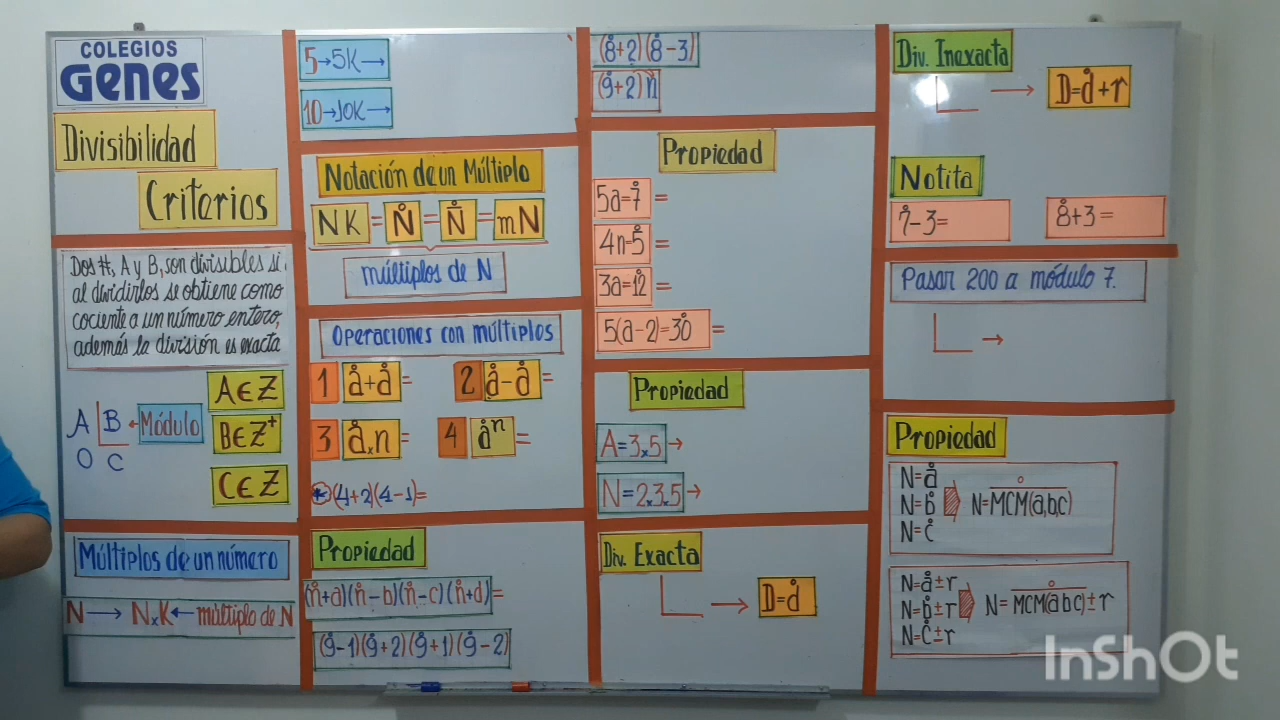 COLEGIOS
GENES
Divisibilidad
Criterios
Dos #, A y B, son divisibles si
al dividirlos se obtiene como
cociente a un número entero,
además la división es exacta
A B ← Módulo
O C
A∈Z
B∈Z⁺
C∈Z
Múltiplos de un número
N → NxK ← múltiplo de N
5→5K→
10→10K→
Notación de un Múltiplo
NK = N̊ = N̄̊ = mN
múltiplos de N
Operaciones con múltiplos
1 å+å= 2 å-å=
3 åxn= 4 åⁿ=
(4̊+2)(4̊-1)=
Propiedad
(n̊+a)(n̊-b)(n̊-c)(n̊+d)=
(9̊-1)(9̊+2)(9̊+1)(9̊-2)
(8̊+2)(8̊-3)
(9̊+2)ⁿ
Propiedad
5a=7̊ =
4n=5̊ =
3a=12̊ =
5(a-2)=30̊ =
Propiedad
A=3x5→
N=2x3x5→
Div. Exacta
→ D=d̊
Div. Inexacta
→ D=d̊+r
Notita
7̊-3= 8̊+3=
Pasar 200 a módulo 7.
→
Propiedad
N=å
N=b̊ ⇒ N=MCM(a,b,c)
N=c̊
N=å±r
N=b̊±r ⇒ N=MCM(a b c)±r
N=c̊±r
InShOt